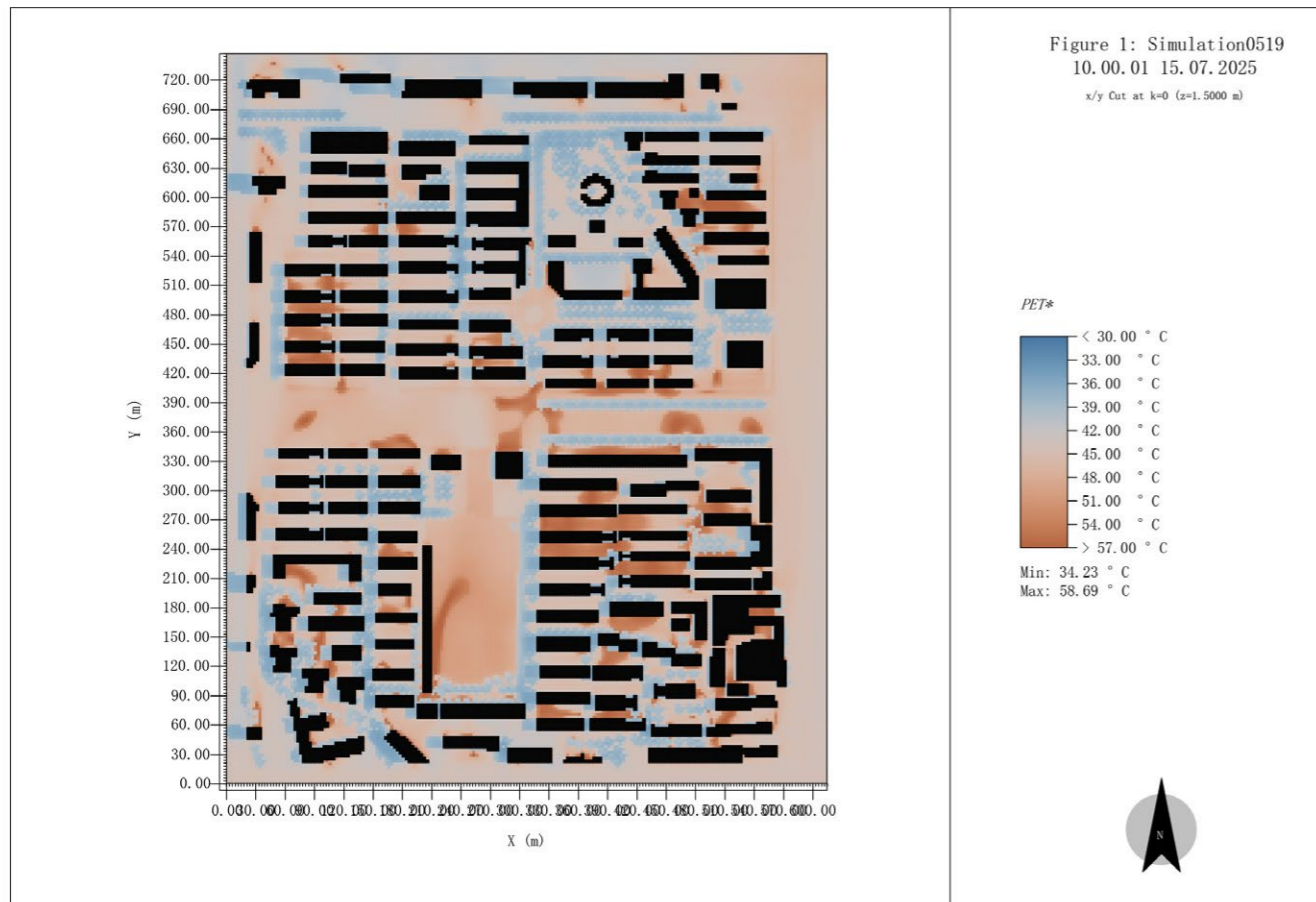 Figure 1: Simulation0519
10.00.01 15.07.2025
x/y Cut at k=0 (z=1.5000 m)
720.00
690.00
660.00
630.00
600.00
570.00
540.00
510.00
480.00
450.00
420.00
390.00
360.00
330.00
300.00
270.00
240.00
210.00
180.00
150.00
120.00
90.00
60.00
30.00
0.00
Y (m)
0.00
X (m)
PET*
< 30.00 ° C
33.00 ° C
36.00 ° C
39.00 ° C
42.00 ° C
45.00 ° C
48.00 ° C
51.00 ° C
54.00 ° C
> 57.00 ° C
Min: 34.23 ° C
Max: 58.69 ° C
N